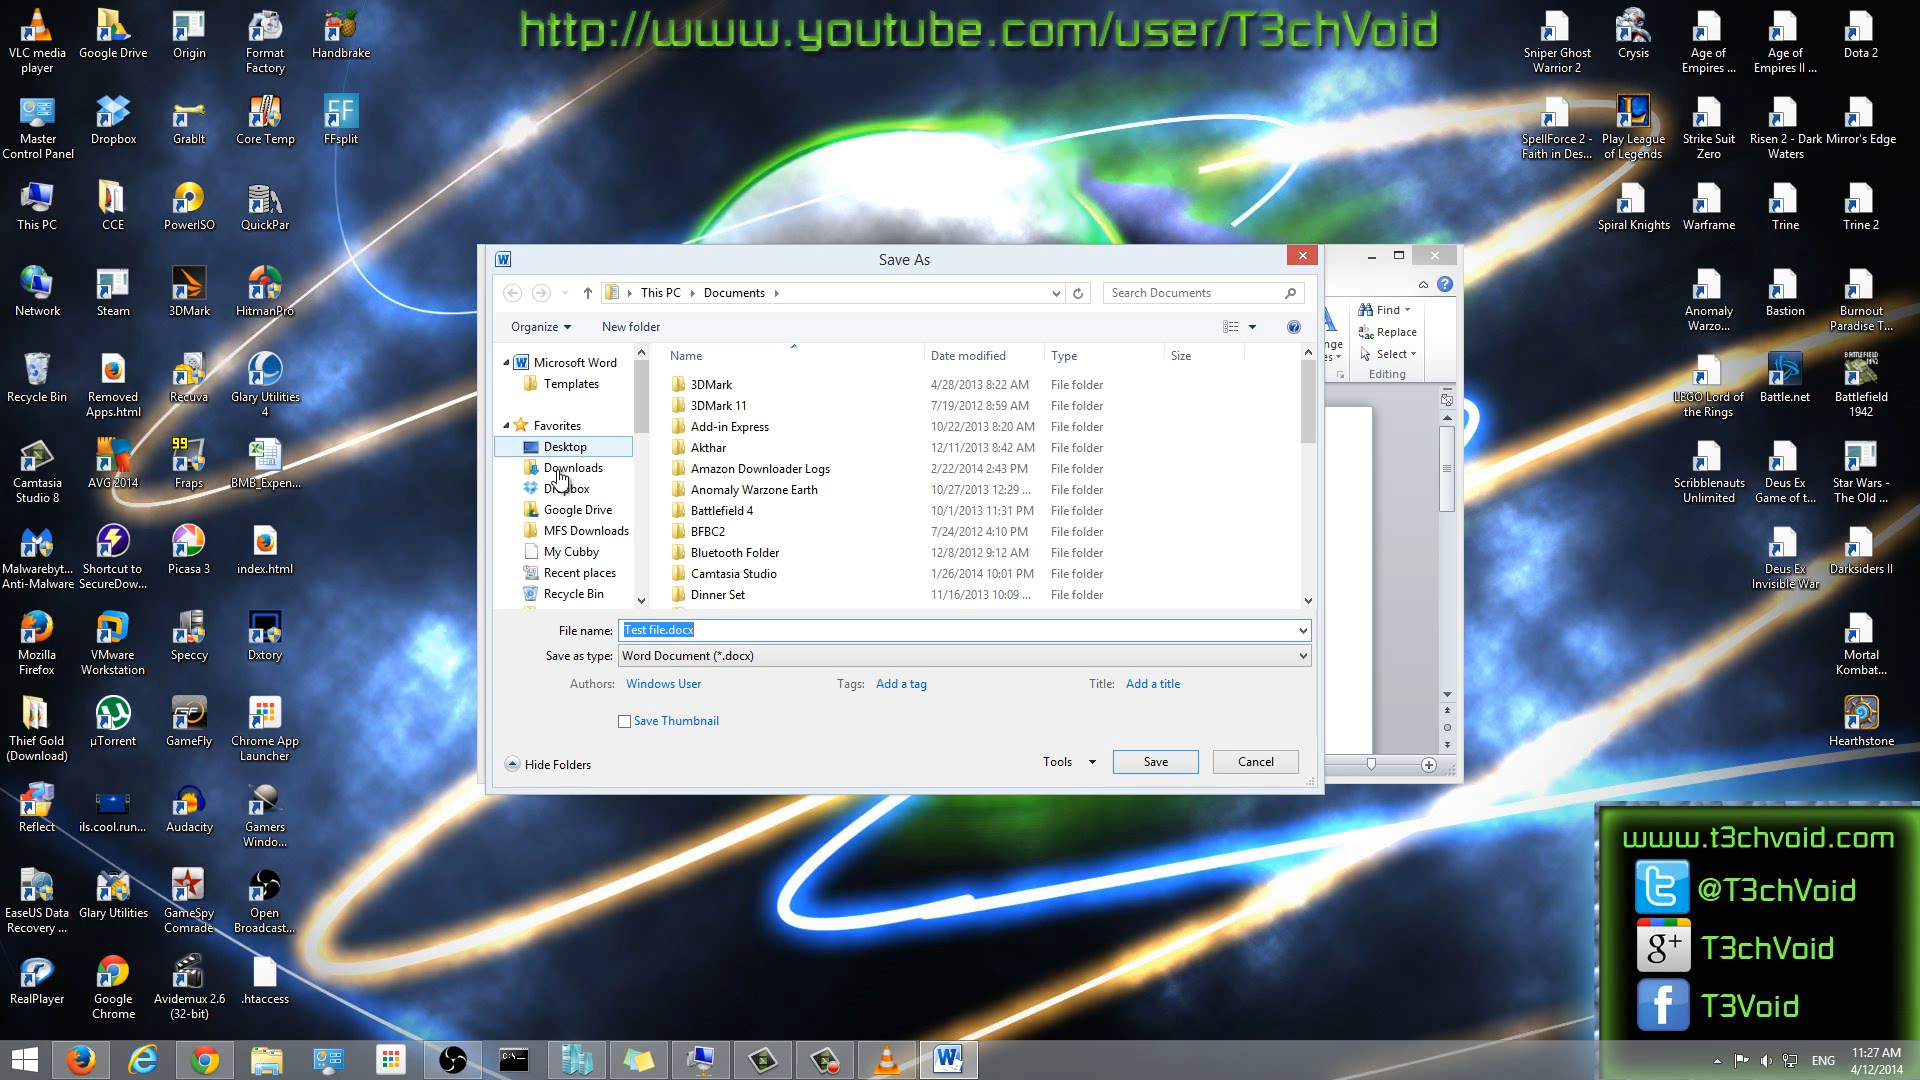 http://www.youtube.com/user/T3chVoid
VLC media player
Google Drive
Origin
Format Factory
Handbrake
Master Control Panel
Dropbox
GrabIt
Core Temp
FFsplit
This PC
CCE
PowerISO
QuickPar
Network
Steam
3DMark
HitmanPro
Recycle Bin
Removed Apps.html
Recuva
Glary Utilities 4
Camtasia Studio 8
AVG 2014
99
Fraps
BMB_Expen...
Malwarebyt... Anti-Malware
Shortcut to SecureDow...
Picasa 3
index.html
Mozilla Firefox
VMware Workstation
Speccy
Dxtory
Thief Gold (Download)
µTorrent
GameFly
Chrome App Launcher
Reflect
ils.cool.run...
Audacity
Gamers Windo...
EaseUS Data Recovery ...
Glary Utilities
GameSpy Comrade
Open Broadcast...
RealPlayer
Google Chrome
Avidemux 2.6 (32-bit)
.htaccess
Sniper Ghost Warrior 2
Crysis
Age of Empires ...
Age of Empires II ...
Dota 2
SpellForce 2 - Faith in Des...
Play League of Legends
Strike Suit Zero
Risen 2 - Dark Waters
Mirror's Edge
Spiral Knights
Warframe
Trine
Trine 2
Anomaly Warzo...
Bastion
Burnout Paradise T...
LEGO Lord of the Rings
Battle.net
Battlefield 1942
Scribblenauts Unlimited
Deus Ex Game of t...
Star Wars - The Old ...
Deus Ex Invisible War
Darksiders II
Mortal Kombat...
Hearthstone
Save As
This PC
Documents
Search Documents
Organize
New folder
Microsoft Word
Templates
Favorites
Desktop
Downloads
Dropbox
Google Drive
MFS Downloads
My Cubby
Recent places
Recycle Bin
Name Date modified Type Size
3DMark 4/28/2013 8:22 AM File folder
3DMark 11 7/19/2012 8:59 AM File folder
Add-in Express 10/22/2013 8:20 AM File folder
Akthar 12/11/2013 8:42 AM File folder
Amazon Downloader Logs 2/22/2014 2:43 PM File folder
Anomaly Warzone Earth 10/27/2013 12:29 ... File folder
Battlefield 4 10/1/2013 11:31 PM File folder
BFBC2 7/24/2012 4:10 PM File folder
Bluetooth Folder 12/8/2012 9:12 AM File folder
Camtasia Studio 1/26/2014 10:01 PM File folder
Dinner Set 11/16/2013 10:09 ... File folder
File name: Test file.docx
Save as type: Word Document (*.docx)
Authors: Windows User
Tags: Add a tag
Title: Add a title
Save Thumbnail
Hide Folders
Tools
Save
Cancel
Find
Replace
Select
Editing
www.t3chvoid.com
@T3chVoid
g+ T3chVoid
f T3Void
ENG
11:27 AM
4/12/2014